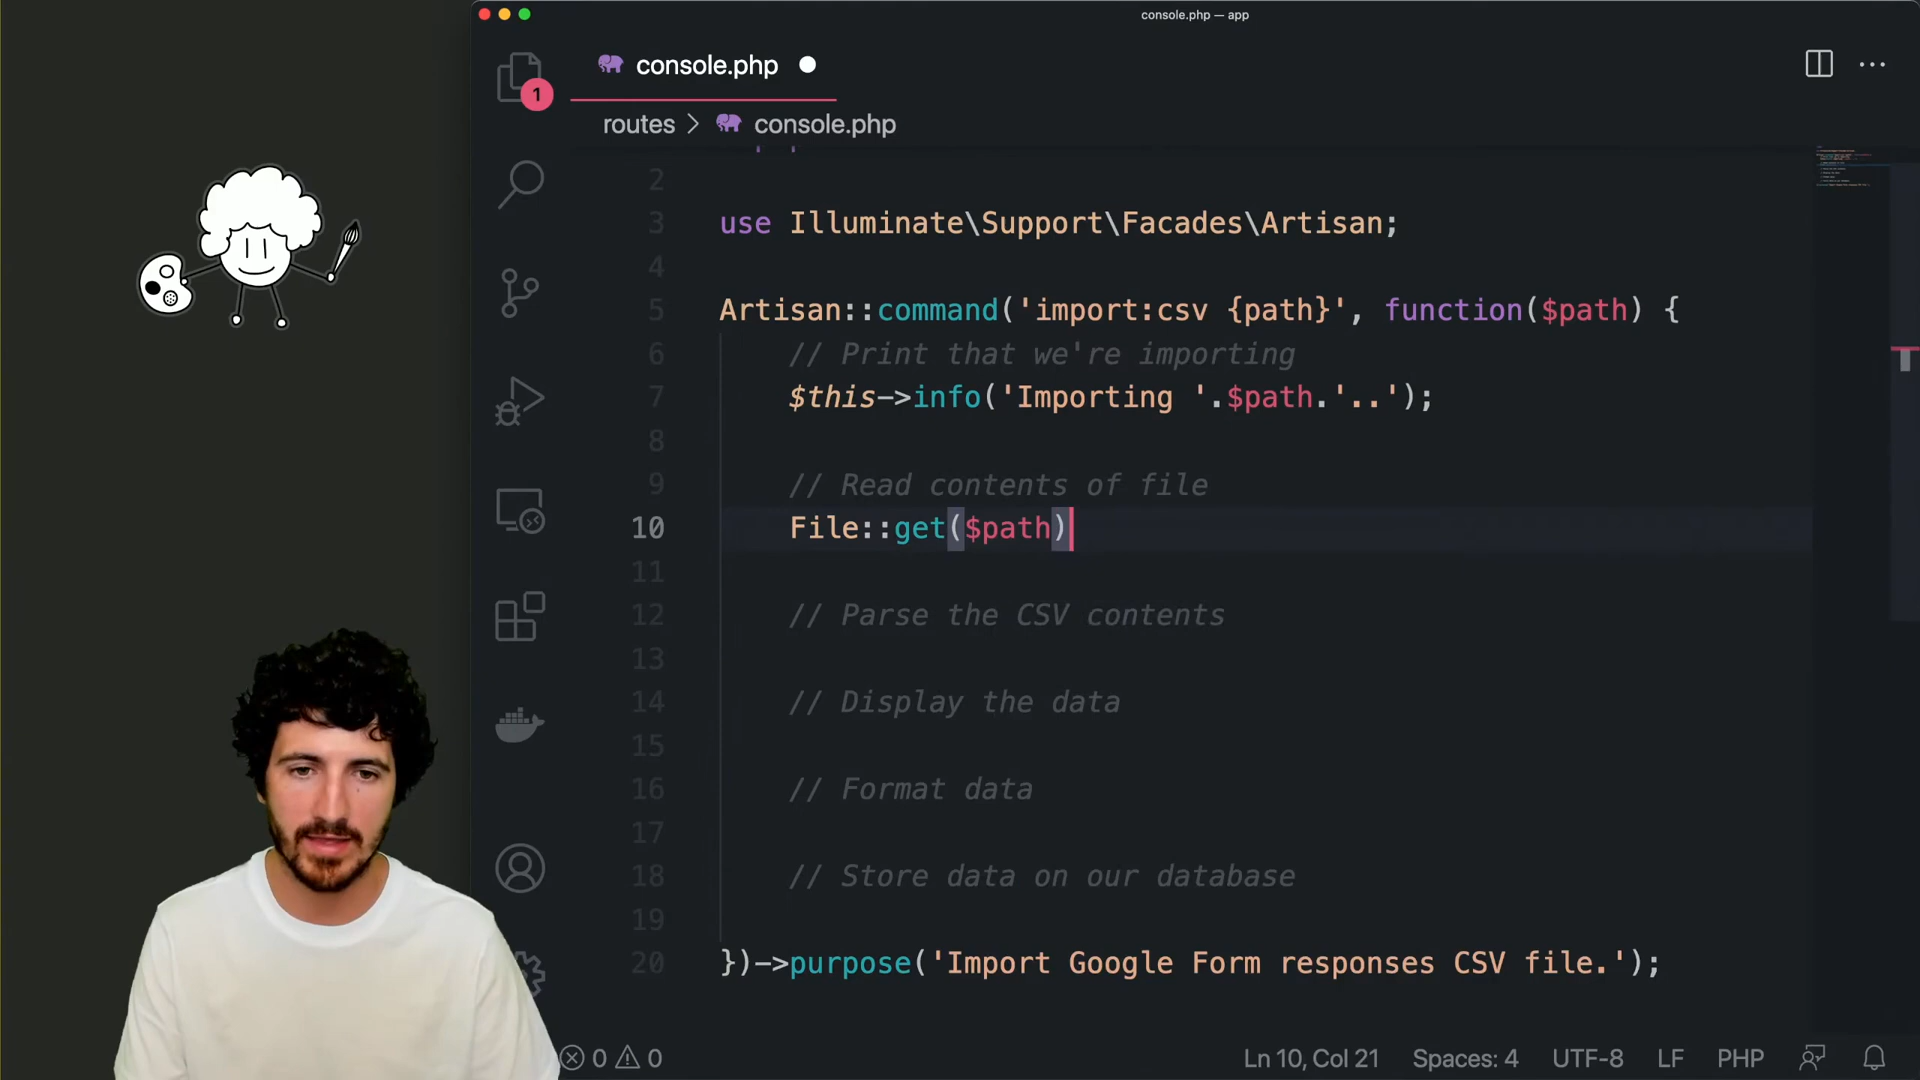 console.php — app
console.php
1
routes > console.php
2
3 use Illuminate\Support\Facades\Artisan;
4
5 Artisan::command('import:csv {path}', function($path) {
6 // Print that we're importing
7 $this->info('Importing '.$path.'..');
8
9 // Read contents of file
10 File::get($path)
11
12 // Parse the CSV contents
13
14 // Display the data
15
16 // Format data
17
18 // Store data on our database
19
20 })->purpose('Import Google Form responses CSV file.');
0 0 Ln 10, Col 21 Spaces: 4 UTF-8 LF PHP